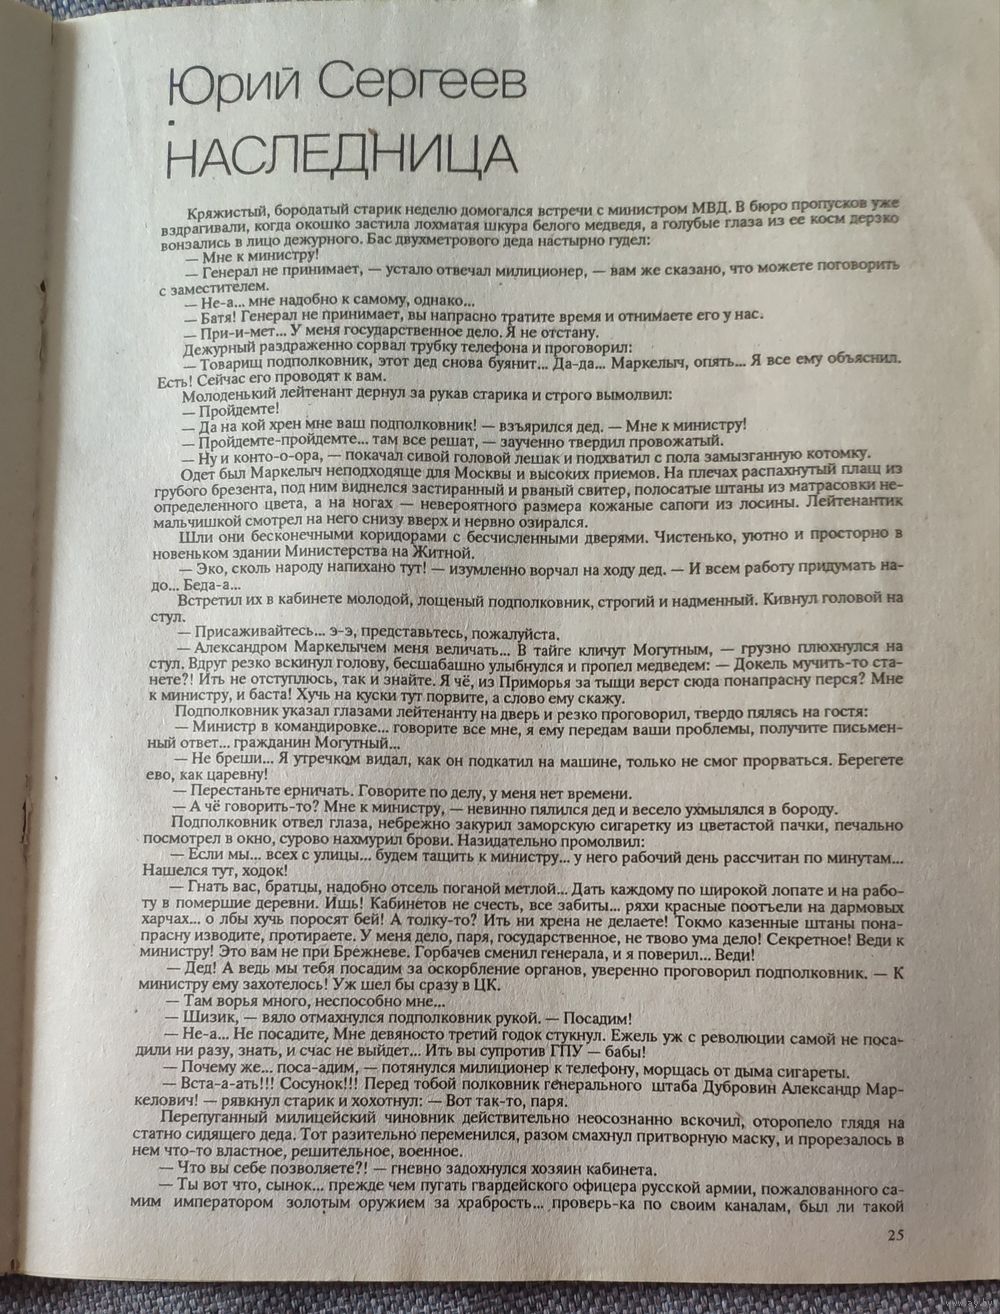 Юрий Сергеев
НАСЛЕДНИЦА
Кряжистый, бородатый старик неделю домогался встречи с министром МВД. В бюро пропусков уже
вздрагивали, когда окошко застила лохматая шкура белого медведя, а голубые глаза из ее косм дерзко
вонзались в лицо дежурного. Бас двухметрового деда настырно гудел:
— Мне к министру!
— Генерал не принимает, — устало отвечал милиционер, — вам же сказано, что можете поговорить
с заместителем.
— Не-а... мне надобно к самому, однако...
— Батя! Генерал не принимает, вы напрасно тратите время и отнимаете его у нас.
— При-и-мет... У меня государственное дело. Я не отстану.
Дежурный раздраженно сорвал трубку телефона и проговорил:
— Товарищ подполковник, этот дед снова буянит... Да-да... Маркелыч, опять... Я все ему объяснил.
Есть! Сейчас его проводят к вам.
Молоденький лейтенант дернул за рукав старика и строго вымолвил:
— Пройдемте!
— Да на кой хрен мне ваш подполковник! — взъярился дед. — Мне к министру!
— Пройдемте-пройдемте... там все решат, — заученно твердил провожатый.
— Ну и конто-о-ора, — покачал сивой головой лешак и подхватил с пола замызганную котомку.
Одет был Маркелыч неподходяще для Москвы и высоких приемов. На плечах распахнутый плащ из
грубого брезента, под ним виднелся застиранный и рваный свитер, полосатые штаны из матрасовки не-
определенного цвета, а на ногах — невероятного размера кожаные сапоги из лосины. Лейтенантик
мальчишкой смотрел на него снизу вверх и нервно озирался.
Шли они бесконечными коридорами с бесчисленными дверями. Чистенько, уютно и просторно в
новеньком здании Министерства на Житной.
— Эко, сколь народу напихано тут! — изумленно ворчал на ходу дед. — И всем работу придумать на-
до... Беда-а...
Встретил их в кабинете молодой, лощеный подполковник, строгий и надменный. Кивнул головой на
стул.
— Присаживайтесь... э-э, представьтесь, пожалуйста.
— Александром Маркелычем меня величать... В тайге кличут Могутным, — грузно плюхнулся на
стул. Вдруг резко вскинул голову, бесшабашно улыбнулся и пропел медведем: — Докель мучить-то ста-
нете?! Ить не отступлюсь, так и знайте. Я чё, из Приморья за тыщи верст сюда понапрасну перся? Мне
к министру, и баста! Хучь на куски тут порвите, а слово ему скажу.
Подполковник указал глазами лейтенанту на дверь и резко проговорил, твердо пялясь на гостя:
— Министр в командировке... говорите все мне, я ему передам ваши проблемы, получите письмен-
ный ответ... гражданин Могутный...
— Не бреши... Я утречком видал, как он подкатил на машине, только не смог прорваться. Берегете
ево, как царевну!
— Перестаньте ерничать. Говорите по делу, у меня нет времени.
— А чё говорить-то? Мне к министру, — невинно пялился дед и весело ухмылялся в бороду.
Подполковник отвел глаза, небрежно закурил заморскую сигаретку из цветастой пачки, печально
посмотрел в окно, сурово нахмурил брови. Назидательно промолвил:
— Если мы... всех с улицы... будем тащить к министру... у него рабочий день рассчитан по минутам...
Нашелся тут, ходок!
— Гнать вас, братцы, надобно отсель поганой метлой... Дать каждому по широкой лопате и на рабо-
ту в помершие деревни. Ишь! Кабинетов не счесть, все забиты... ряхи красные поотъели на дармовых
харчах... о лбы хучь поросят бей! А толку-то? Ить ни хрена не делаете! Токмо казенные штаны пона-
прасну изводите, протираете. У меня дело, паря, государственное, не твово ума дело! Секретное! Веди к
министру! Это вам не при Брежневе. Горбачев сменил генерала, и я поверил... Веди!
— Дед! А ведь мы тебя посадим за оскорбление органов, уверенно проговорил подполковник. — К
министру ему захотелось! Уж шел бы сразу в ЦК.
— Там ворья много, неспособно мне...
— Шизик, — вяло отмахнулся подполковник рукой. — Посадим!
— Не-а... Не посадите, Мне девяносто третий годок стукнул. Ежель уж с революции самой не поса-
дили ни разу, знать, и счас не выйдет... Ить вы супротив ГПУ — бабы!
— Почему же... поса-адим, — потянулся милиционер к телефону, морщась от дыма сигареты.
— Вста-а-ать!!! Сосунок!!! Перед тобой полковник генерального штаба Дубровин Александр Мар-
келович! — рявкнул старик и хохотнул: — Вот так-то, паря.
Перепуганный милицейский чиновник действительно неосознанно вскочил, оторопело глядя на
статно сидящего деда. Тот разительно переменился, разом смахнул притворную маску, и прорезалось в
нем что-то властное, решительное, военное.
— Что вы себе позволяете?! — гневно задохнулся хозяин кабинета.
— Ты вот что, сынок... прежде чем пугать гвардейского офицера русской армии, пожалованного са-
мим императором золотым оружием за храбрость... проверь-ка по своим каналам, был ли такой
25